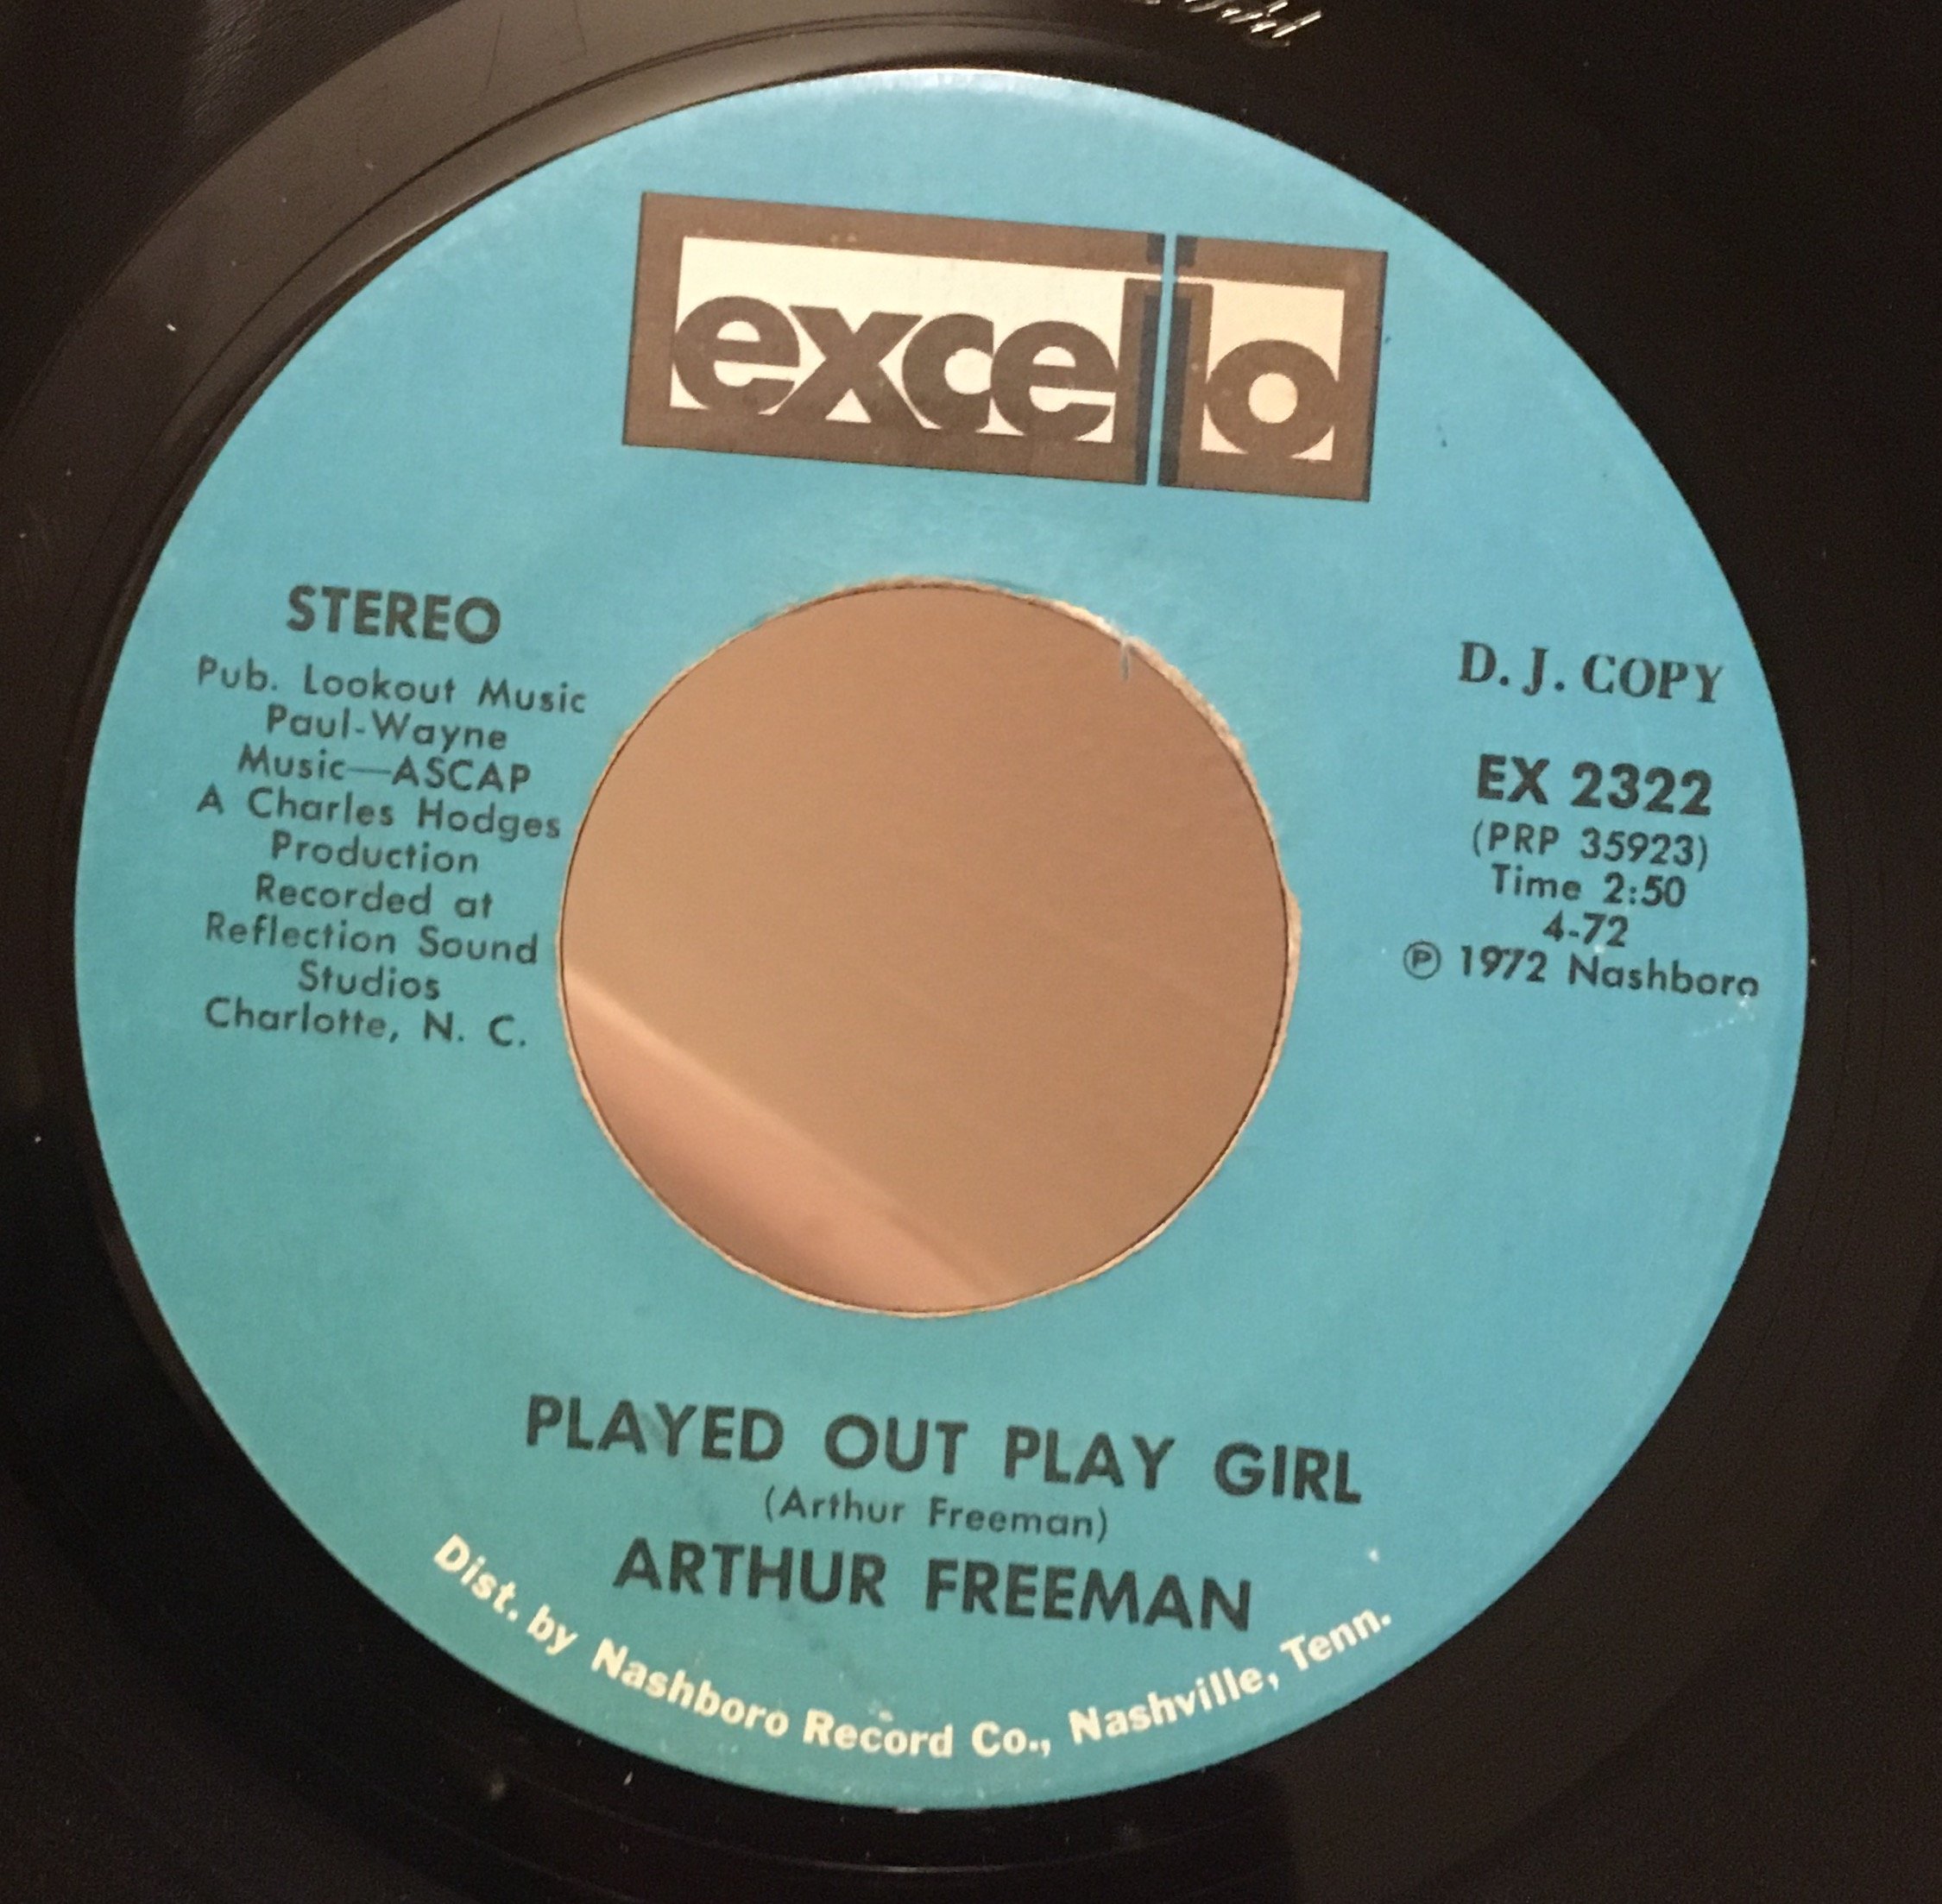 excello
STEREO
Pub. Lookout Music
Paul-Wayne
Music—ASCAP
A Charles Hodges
Production
Recorded at
Reflection Sound
Studios
Charlotte, N. C.
D. J. COPY
EX 2322
(PRP 35923)
Time 2:50
4-72
℗ 1972 Nashboro
PLAYED OUT PLAY GIRL
(Arthur Freeman)
ARTHUR FREEMAN
Dist. by Nashboro Record Co., Nashville, Tenn.